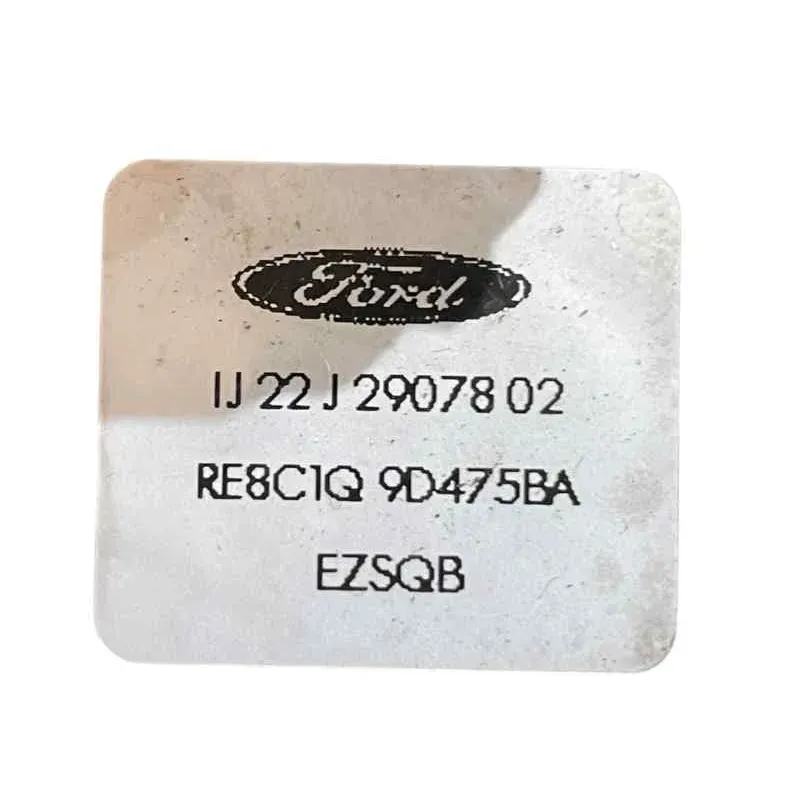 Ford
IJ 22 J 29078 02
RE8C1Q 9D475BA
EZSQB